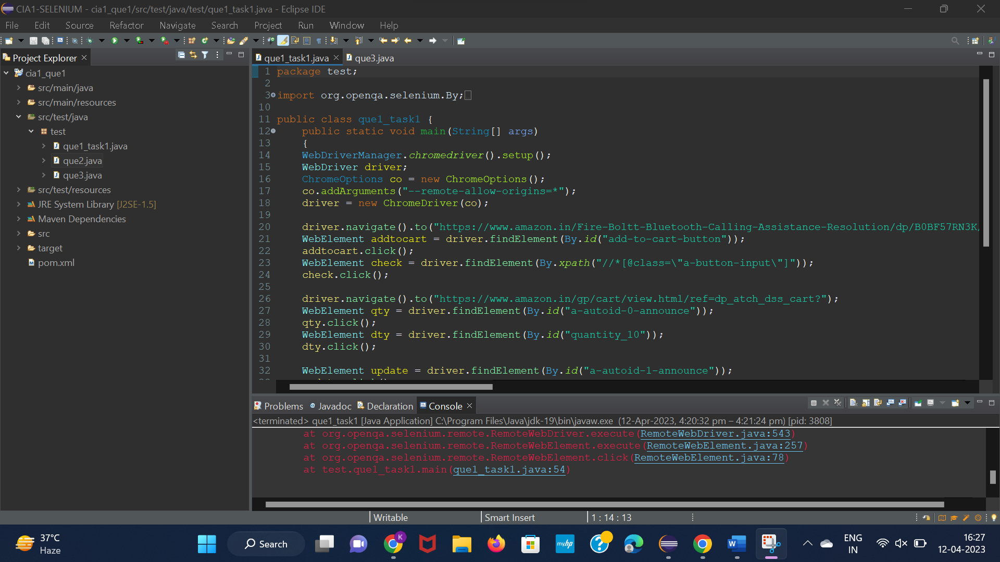 CIA1-SELENIUM - cia1_que1/src/test/java/test/que1_task1.java - Eclipse IDE
File Edit Source Refactor Navigate Search Project Run Window Help
Project Explorer
cia1_que1
src/main/java
src/main/resources
src/test/java
test
que1_task1.java
que2.java
que3.java
src/test/resources
JRE System Library [J2SE-1.5]
Maven Dependencies
src
target
pom.xml
que1_task1.java que3.java
1 package test;
2
3 import org.openqa.selenium.By;
10
11 public class que1_task1 {
12 public static void main(String[] args)
13 {
14 WebDriverManager.chromedriver().setup();
15 WebDriver driver;
16 ChromeOptions co = new ChromeOptions();
17 co.addArguments("--remote-allow-origins=*");
18 driver = new ChromeDriver(co);
19
20 driver.navigate().to("https://www.amazon.in/Fire-Boltt-Bluetooth-Calling-Assistance-Resolution/dp/B0BF57RN3K/
21 WebElement addtocart = driver.findElement(By.id("add-to-cart-button"));
22 addtocart.click();
23 WebElement check = driver.findElement(By.xpath("//*[@class=\"a-button-input\"]"));
24 check.click();
25
26 driver.navigate().to("https://www.amazon.in/gp/cart/view.html/ref=dp_atch_dss_cart?");
27 WebElement qty = driver.findElement(By.id("a-autoid-0-announce"));
28 qty.click();
29 WebElement dty = driver.findElement(By.id("quantity_10"));
30 dty.click();
31
32 WebElement update = driver.findElement(By.id("a-autoid-1-announce"));
Problems Javadoc Declaration Console
<terminated> que1_task1 [Java Application] C:\Program Files\Java\jdk-19\bin\javaw.exe (12-Apr-2023, 4:20:32 pm – 4:21:24 pm) [pid: 3808]
at org.openqa.selenium.remote.RemoteWebDriver.execute(RemoteWebDriver.java:543)
at org.openqa.selenium.remote.RemoteWebElement.execute(RemoteWebElement.java:257)
at org.openqa.selenium.remote.RemoteWebElement.click(RemoteWebElement.java:78)
at test.que1_task1.main(que1_task1.java:54)
Writable Smart Insert 1 : 14 : 13
37°C
Haze
Search
K
myhp
W
ENG
IN
16:27
12-04-2023